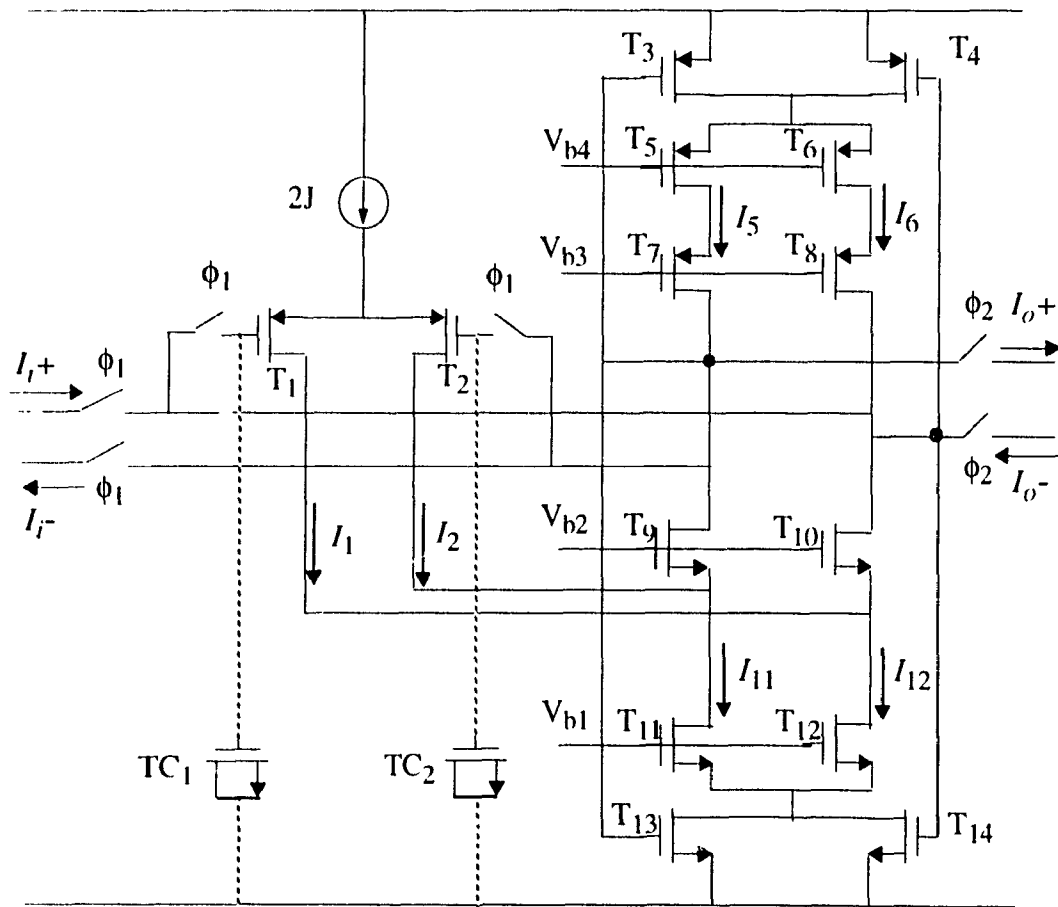 T3
T4
Vb4
T5
T6
2J
I5
I6
Vb3
T7
T8
ϕ1
ϕ1
ϕ2
Io+
Ii+
ϕ1
T1
T2
ϕ1
Ii-
ϕ2
Io-
I1
I2
Vb2
T9
T10
I11
I12
Vb1
T11
T12
TC1
TC2
T13
T14